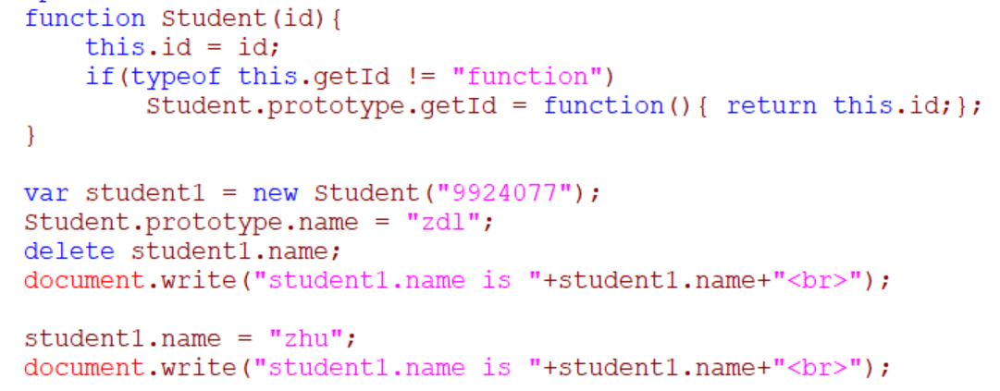 function Student(id){
this.id = id;
if(typeof this.getId != "function")
Student.prototype.getId = function(){ return this.id;};
}
var student1 = new Student("9924077");
Student.prototype.name = "zdl";
delete student1.name;
document.write("student1.name is "+student1.name+"<br>");
student1.name = "zhu";
document.write("student1.name is "+student1.name+"<br>");